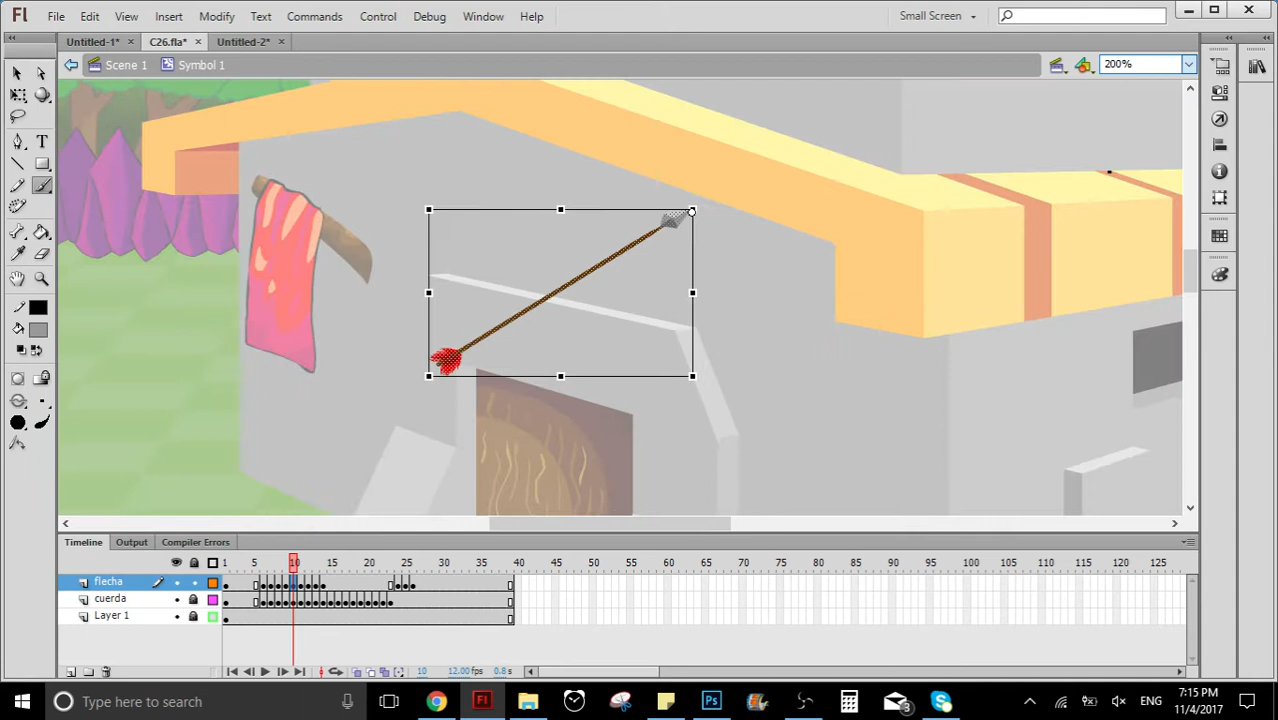 Fl File Edit View Insert Modify Text Commands Control Debug Window Help Small Screen
Untitled-1* × C26.fla* × Untitled-2* ×
Scene 1 Symbol 1 200%
Timeline Output Compiler Errors
1 5 10 15 20 25 30 35 40 45 50 55 60 65 70 75 80 85 90 95 100 105 110 115 120 125
flecha
cuerda
Layer 1
10 12.00 fps 0.8 s
Type here to search Fl Ps 3 ENG 7:15 PM
11/4/2017